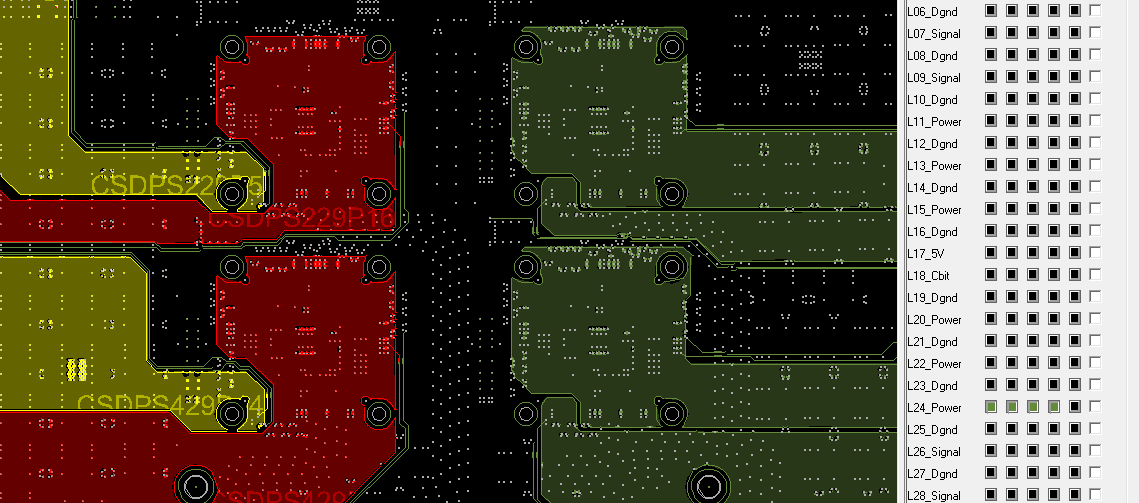 L06_Dgnd
L07_Signal
L08_Dgnd
L09_Signal
L10_Dgnd
L11_Power
L12_Dgnd
L13_Power
L14_Dgnd
L15_Power
L16_Dgnd
L17_5V
L18_Cbit
L19_Dgnd
L20_Power
L21_Dgnd
L22_Power
L23_Dgnd
L24_Power
L25_Dgnd
L26_Signal
L27_Dgnd
L28_Signal
CSDPS229P16